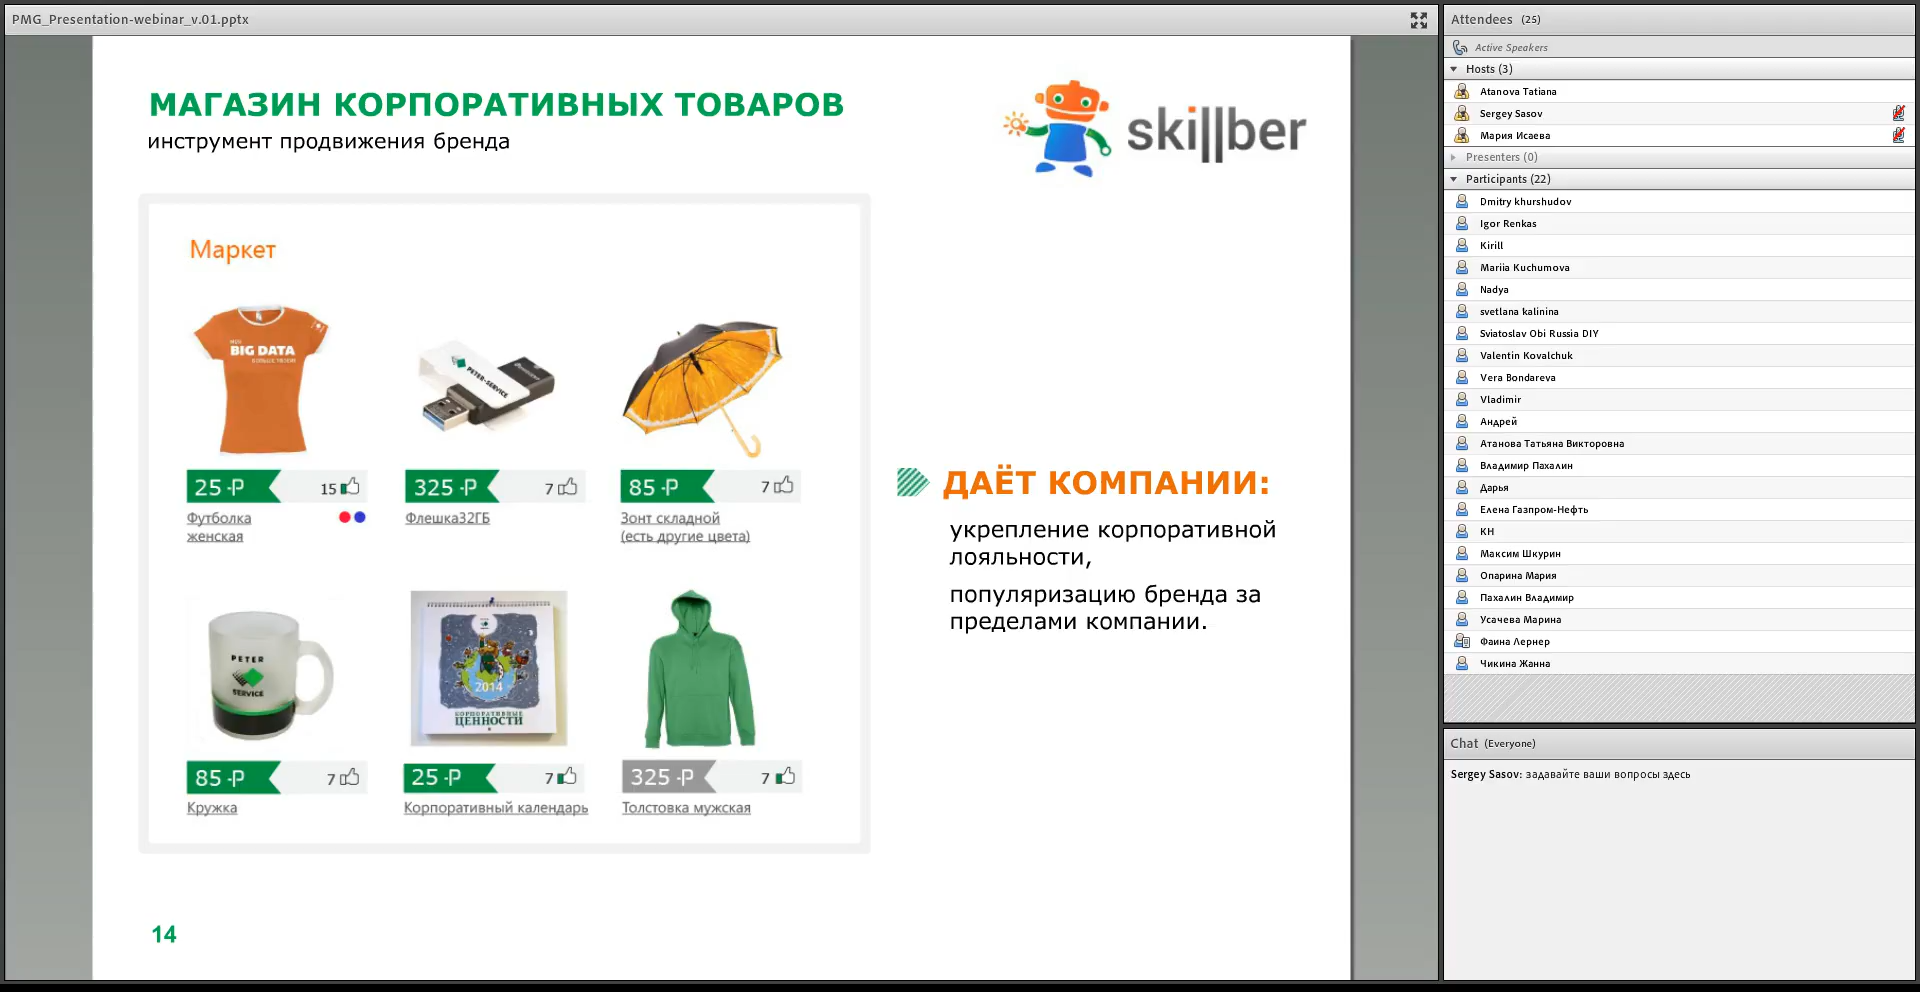 PMG_Presentation-webinar_v.01.pptx
МАГАЗИН КОРПОРАТИВНЫХ ТОВАРОВ
инструмент продвижения бренда
skillber
Маркет
BIG DATA
PETER-SERVICE
25 -Р
15
325 -Р
7
85 -Р
7
Футболка
женская
Флешка32ГБ
Зонт складной
(есть другие цвета)
PETER
SERVICE
2014
КОРПОРАТИВНЫЕ
ЦЕННОСТИ
85 -Р
7
25 -Р
7
325 -Р
7
Кружка
Корпоративный календарь
Толстовка мужская
ДАЁТ КОМПАНИИ:
укрепление корпоративной
лояльности,
популяризацию бренда за
пределами компании.
14
Attendees (25)
Active Speakers
Hosts (3)
Atanova Tatiana
Sergey Sasov
Мария Исаева
Presenters (0)
Participants (22)
Dmitry khurshudov
Igor Renkas
Kirill
Mariia Kuchumova
Nadya
svetlana kalinina
Sviatoslav Obi Russia DIY
Valentin Kovalchuk
Vera Bondareva
Vladimir
Андрей
Атанова Татьяна Викторовна
Владимир Пахалин
Дарья
Елена Газпром-Нефть
КН
Максим Шкурин
Опарина Мария
Пахалин Владимир
Усачева Марина
Фаина Лернер
Чикина Жанна
Chat (Everyone)
Sergey Sasov: задавайте ваши вопросы здесь